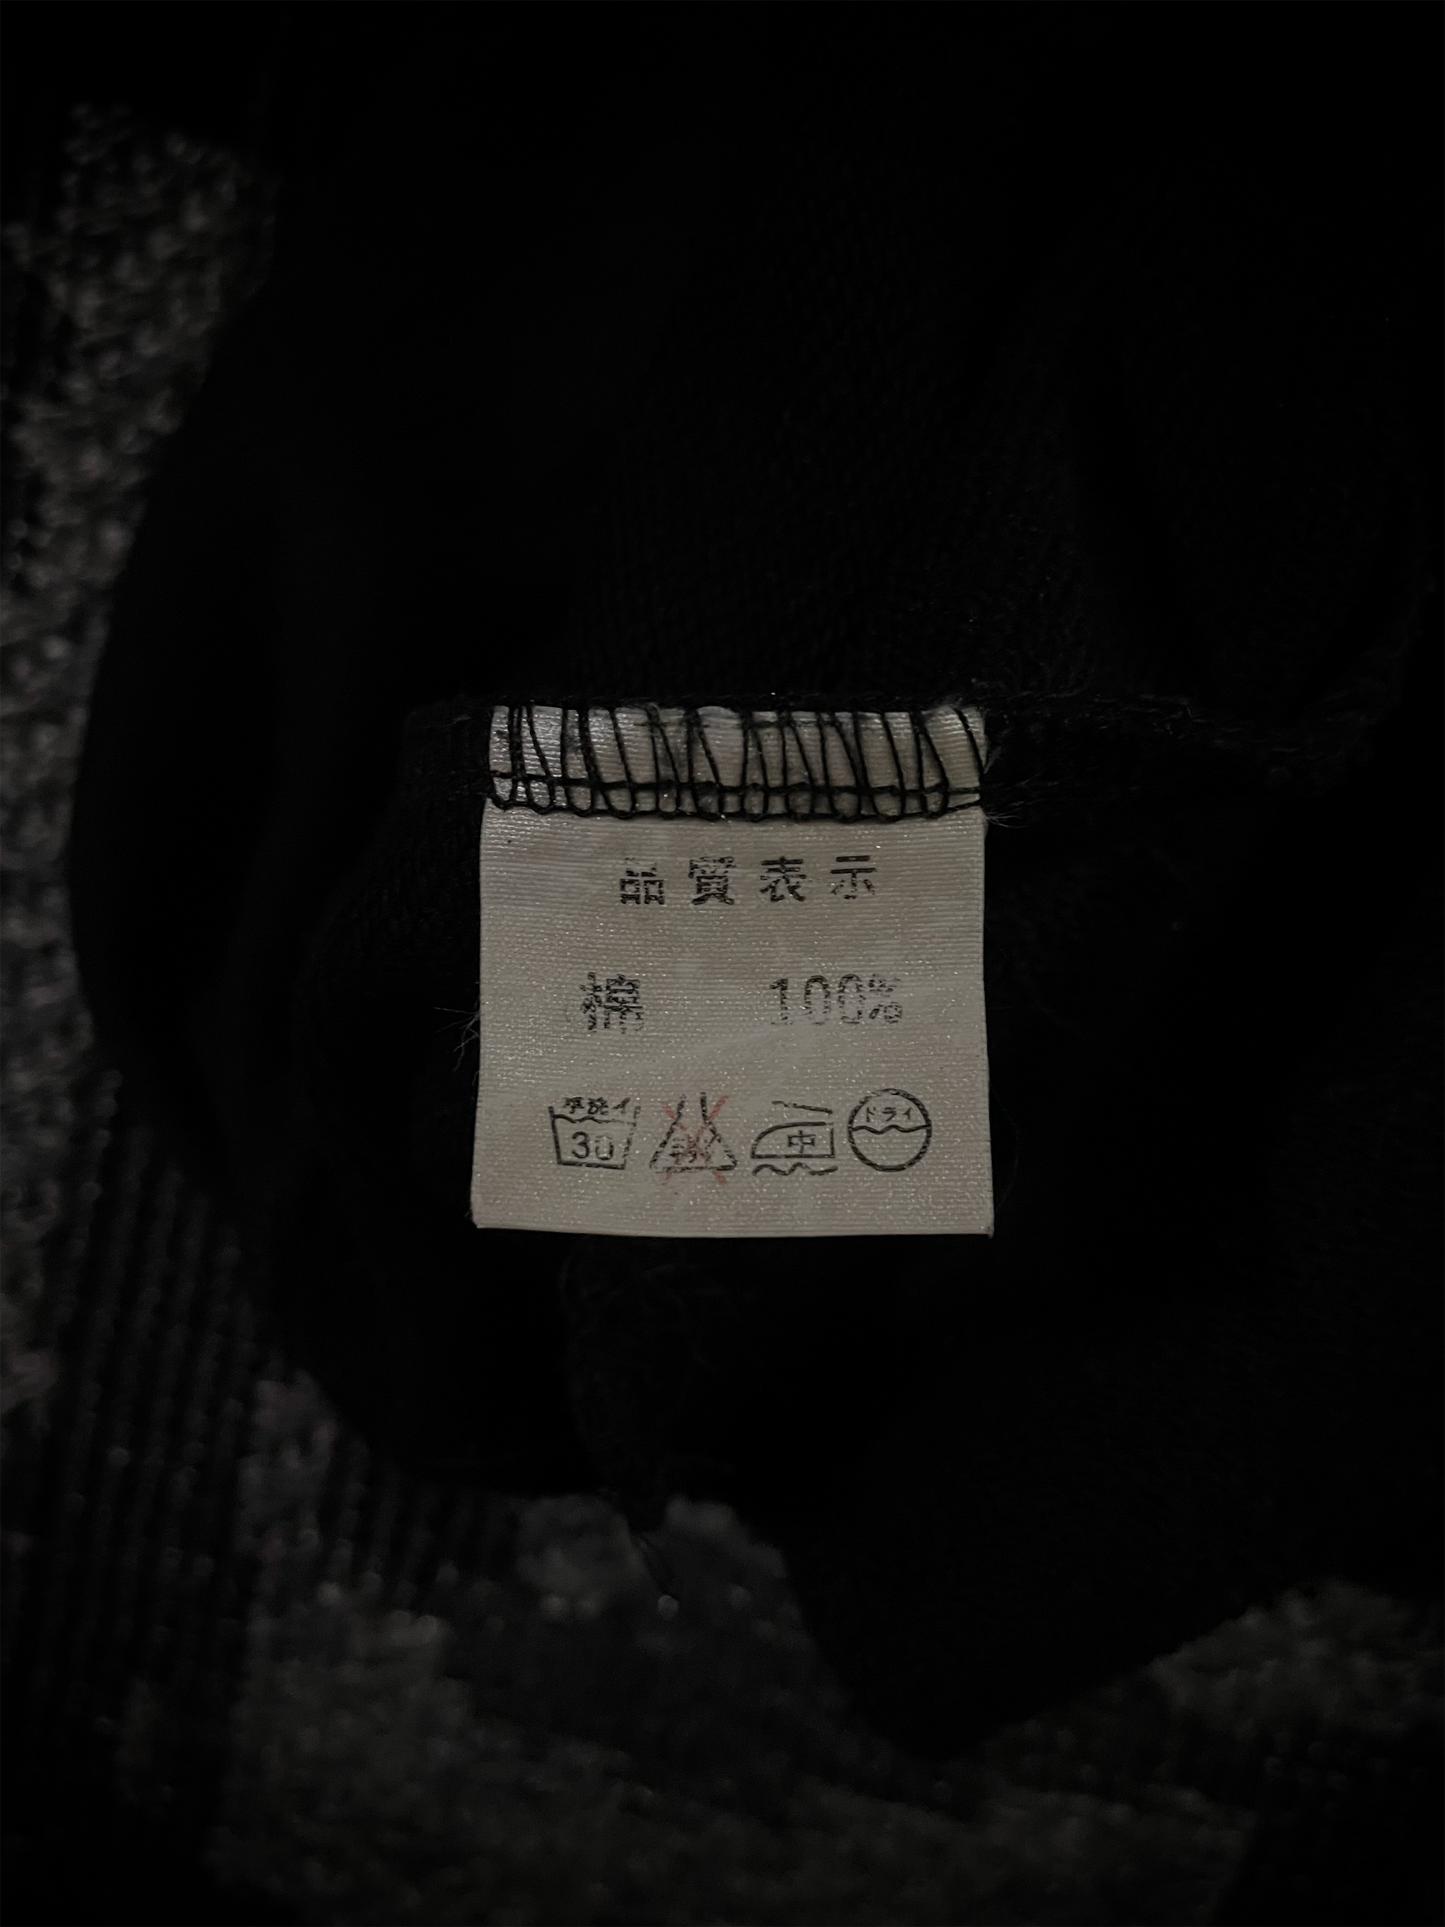 品質表示
綿 100%
手洗イ 中 ドライ
30